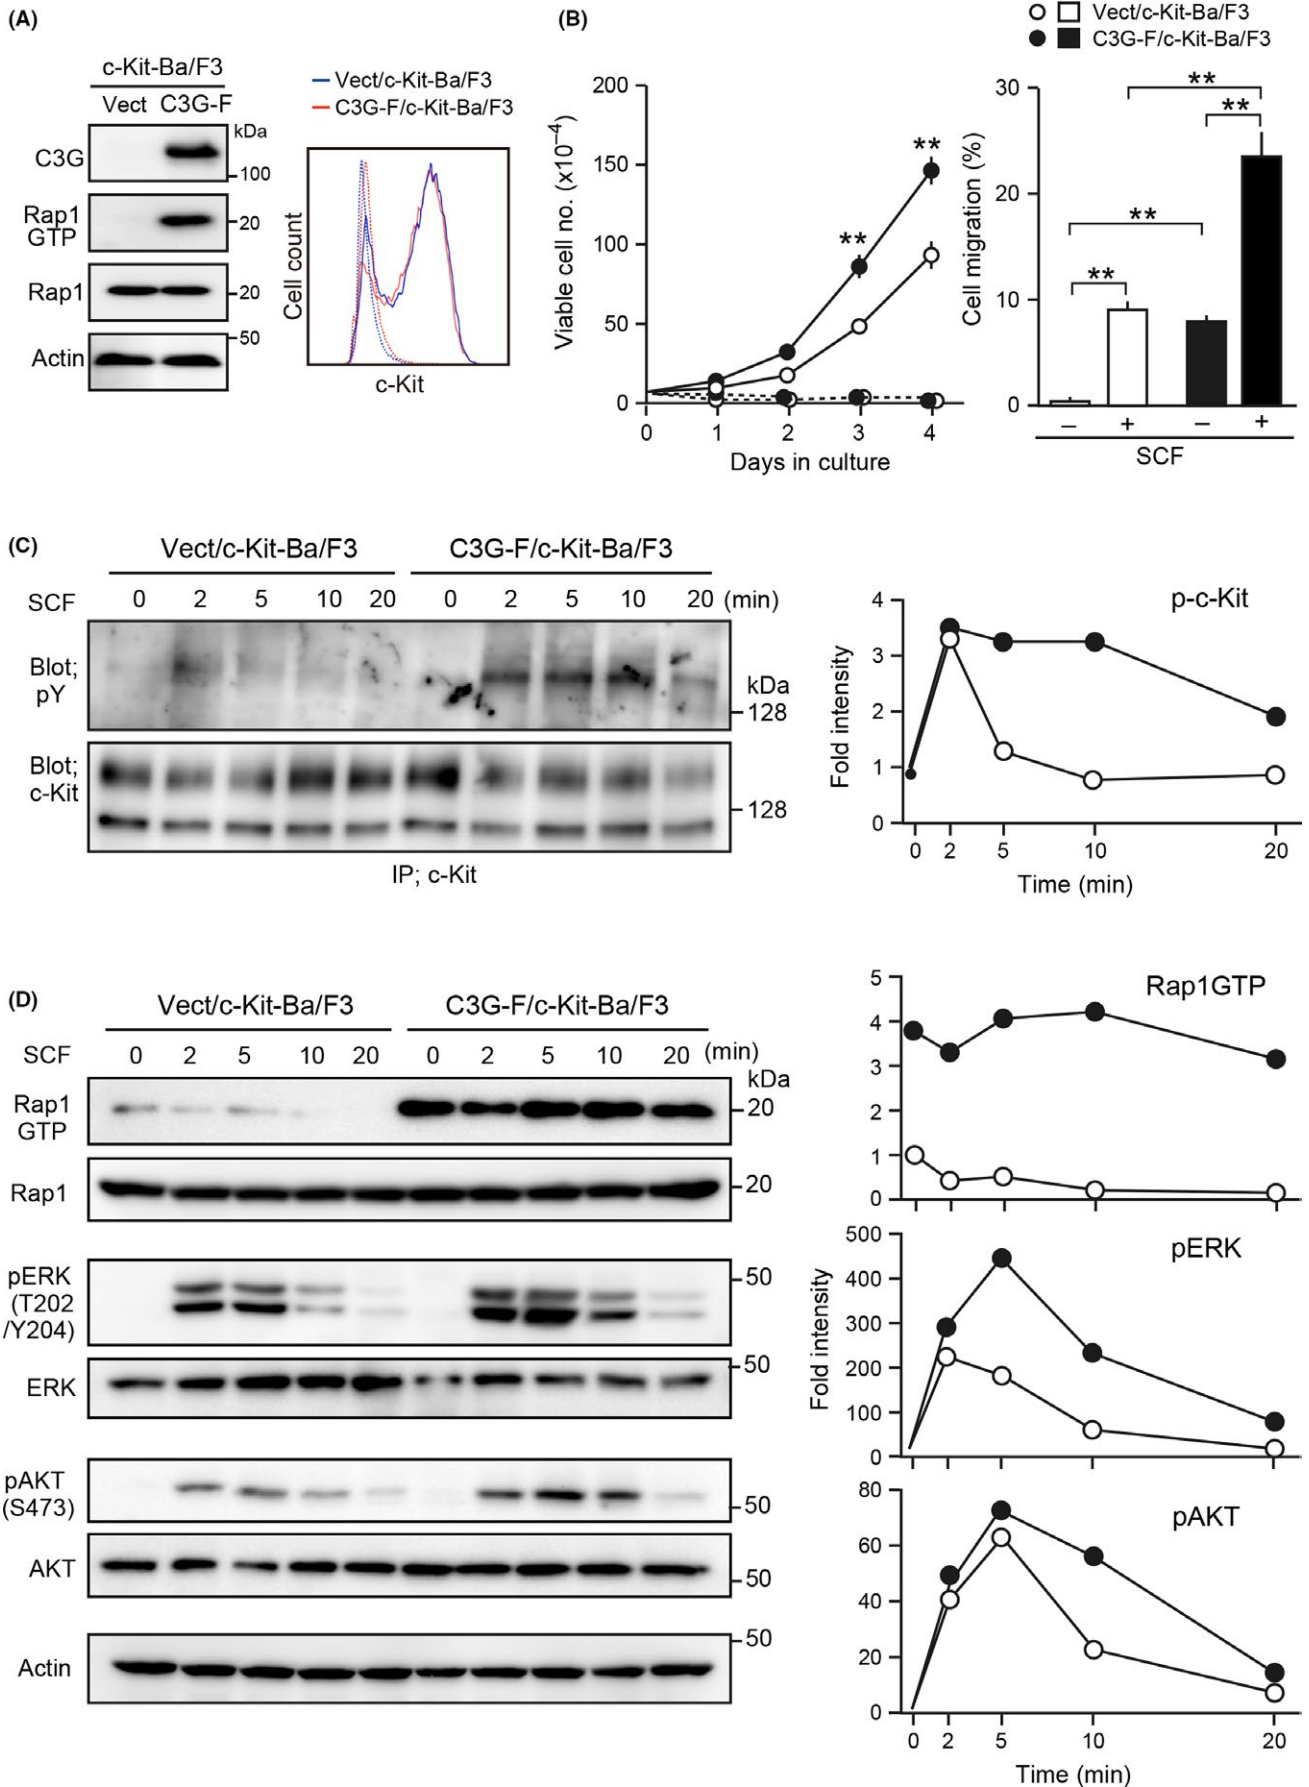 (A)
c-Kit-Ba/F3
Vect C3G-F
kDa
C3G
100
Rap1
GTP
20
Rap1
20
50
Actin
Vect/c-Kit-Ba/F3
C3G-F/c-Kit-Ba/F3
Cell count
c-Kit
(B)
Viable cell no. (x10–4)
200
150
100
50
0
**
**
0 1 2 3 4
Days in culture
Vect/c-Kit-Ba/F3
C3G-F/c-Kit-Ba/F3
Cell migration (%)
30
20
10
0
**
**
**
**
– + – +
SCF
(C)
Vect/c-Kit-Ba/F3 C3G-F/c-Kit-Ba/F3
SCF 0 2 5 10 20 0 2 5 10 20 (min)
Blot;
pY
kDa
128
Blot;
c-Kit
128
IP; c-Kit
p-c-Kit
Fold intensity
4
3
2
1
0
0 2 5 10 20
Time (min)
(D)
Vect/c-Kit-Ba/F3 C3G-F/c-Kit-Ba/F3
SCF 0 2 5 10 20 0 2 5 10 20 (min)
kDa
Rap1
GTP
20
Rap1
20
pERK
(T202
/Y204)
50
ERK
50
pAKT
(S473)
50
AKT
50
Actin
50
Rap1GTP
5
4
3
2
1
0
pERK
Fold intensity
500
400
300
200
100
0
pAKT
80
60
40
20
0
0 2 5 10 20
Time (min)